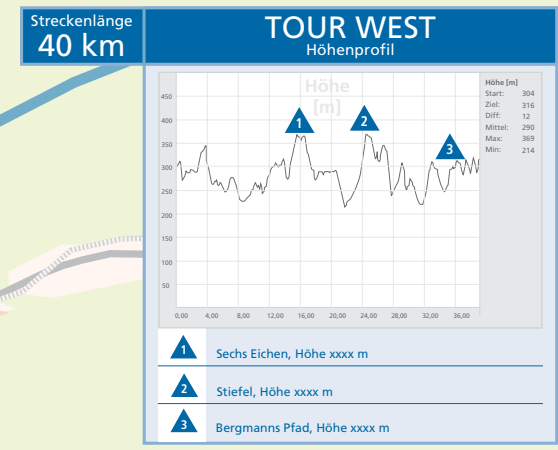 Streckenlänge
40 km
TOUR WEST
Höhenprofil
Höhe
[m]
450
400
350
300
250
200
150
100
50
0,00 4,00 8,00 12,00 16,00 20,00 24,00 28,00 32,00 36,00
1
2
3
Höhe [m]
Start: 304
Ziel: 316
Diff: 12
Mittel: 290
Max: 369
Min: 214
1 Sechs Eichen, Höhe xxxx m
2 Stiefel, Höhe xxxx m
3 Bergmanns Pfad, Höhe xxxx m